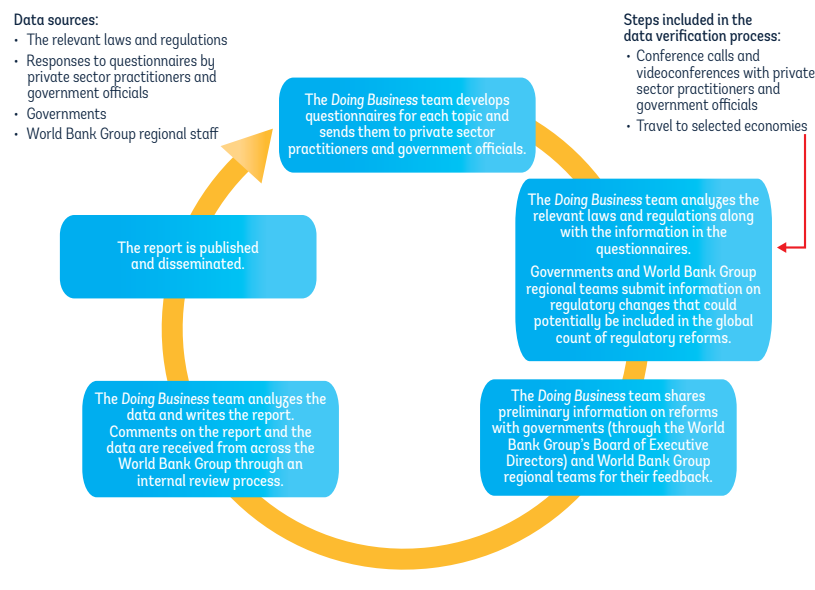 Data sources:
• The relevant laws and regulations
• Responses to questionnaires by
private sector practitioners and
government officials
• Governments
• World Bank Group regional staff
Steps included in the
data verification process:
• Conference calls and
videoconferences with private
sector practitioners and
government officials
• Travel to selected economies
The Doing Business team develops
questionnaires for each topic and
sends them to private sector
practitioners and government officials.
The Doing Business team analyzes the
relevant laws and regulations along
with the information in the
questionnaires.
Governments and World Bank Group
regional teams submit information on
regulatory changes that could
potentially be included in the global
count of regulatory reforms.
The Doing Business team shares
preliminary information on reforms
with governments (through the World
Bank Group’s Board of Executive
Directors) and World Bank Group
regional teams for their feedback.
The Doing Business team analyzes the
data and writes the report.
Comments on the report and the
data are received from across the
World Bank Group through an
internal review process.
The report is published
and disseminated.